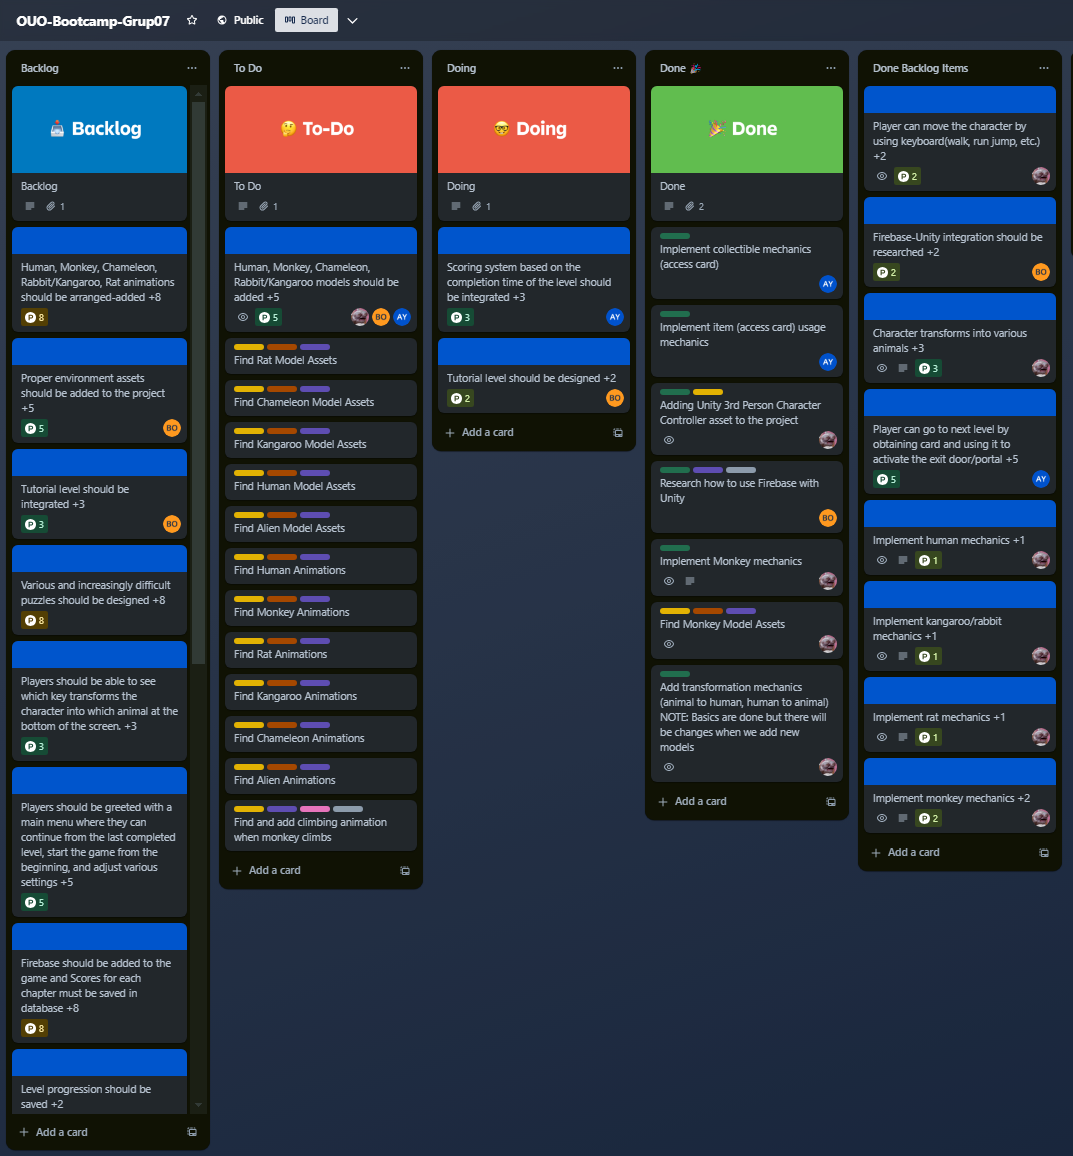 OUO-Bootcamp-Grup07
Public
Board
Backlog
Backlog
Backlog
1
Human, Monkey, Chameleon,
Rabbit/Kangaroo, Rat animations
should be arranged-added +8
P 8
Proper environment assets
should be added to the project
+5
P 5
BO
Tutorial level should be
integrated +3
P 3
BO
Various and increasingly difficult
puzzles should be designed +8
P 8
Players should be able to see
which key transforms the
character into which animal at the
bottom of the screen. +3
P 3
Players should be greeted with a
main menu where they can
continue from the last completed
level, start the game from the
beginning, and adjust various
settings +5
P 5
Firebase should be added to the
game and Scores for each
chapter must be saved in
database +8
P 8
Level progression should be
saved +2
+ Add a card
To Do
To-Do
To Do
1
Human, Monkey, Chameleon,
Rabbit/Kangaroo models should be
added +5
P 5
BO
AY
Find Rat Model Assets
Find Chameleon Model Assets
Find Kangaroo Model Assets
Find Human Model Assets
Find Alien Model Assets
Find Human Animations
Find Monkey Animations
Find Rat Animations
Find Kangaroo Animations
Find Chameleon Animations
Find Alien Animations
Find and add climbing animation
when monkey climbs
+ Add a card
Doing
Doing
Doing
1
Scoring system based on the
completion time of the level should
be integrated +3
P 3
AY
Tutorial level should be designed +2
P 2
BO
+ Add a card
Done
Done
Done
2
Implement collectible mechanics
(access card)
AY
Implement item (access card) usage
mechanics
AY
Adding Unity 3rd Person Character
Controller asset to the project
Research how to use Firebase with
Unity
BO
Implement Monkey mechanics
Find Monkey Model Assets
Add transformation mechanics
(animal to human, human to animal)
NOTE: Basics are done but there will
be changes when we add new
models
+ Add a card
Done Backlog Items
Player can move the character by
using keyboard(walk, run jump, etc.)
+2
P 2
Firebase-Unity integration should be
researched +2
P 2
BO
Character transforms into various
animals +3
P 3
Player can go to next level by
obtaining card and using it to
activate the exit door/portal +5
P 5
AY
Implement human mechanics +1
P 1
Implement kangaroo/rabbit
mechanics +1
P 1
Implement rat mechanics +1
P 1
Implement monkey mechanics +2
P 2
+ Add a card